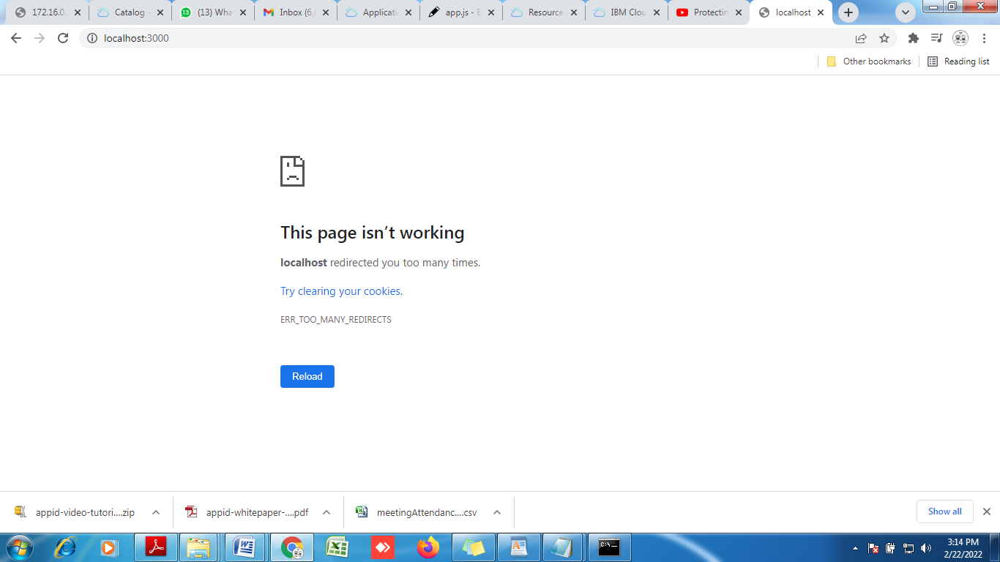 172.16.0.
Catalog -
(13) Wha
Inbox (6,
Applicati
app.js - E
Resource
IBM Clou
Protectin
localhost
localhost:3000
Other bookmarks
Reading list
This page isn't working
localhost redirected you too many times.
Try clearing your cookies.
ERR_TOO_MANY_REDIRECTS
Reload
appid-video-tutori....zip
appid-whitepaper-....pdf
meetingAttendanc....csv
Show all
3:14 PM
2/22/2022